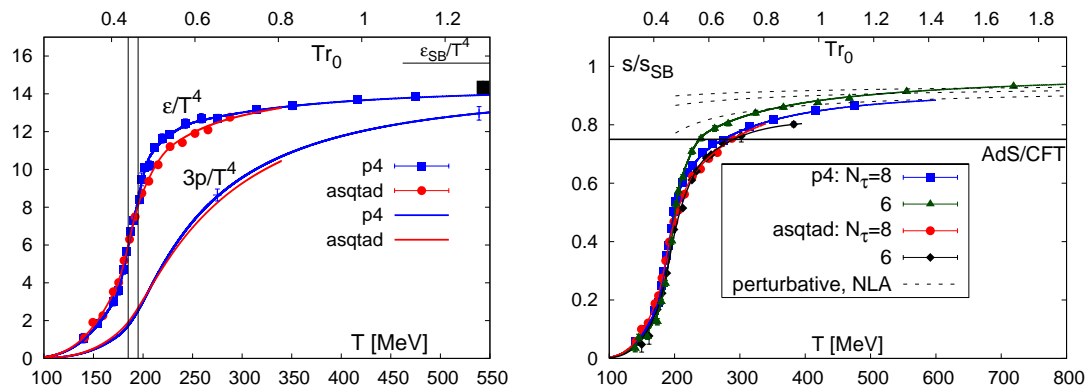 0.4 0.6 0.8 1 1.2
Tr0
εSB/T4
16
14
12
10
8
6
4
2
0
ε/T4
3p/T4
p4
asqtad
p4
asqtad
T [MeV]
100 150 200 250 300 350 400 450 500 550
0.4 0.6 0.8 1 1.2 1.4 1.6 1.8
Tr0
s/sSB
1
0.8
0.6
0.4
0.2
0
AdS/CFT
p4: Nτ=8
6
asqtad: Nτ=8
6
perturbative, NLA
T [MeV]
100 200 300 400 500 600 700 800